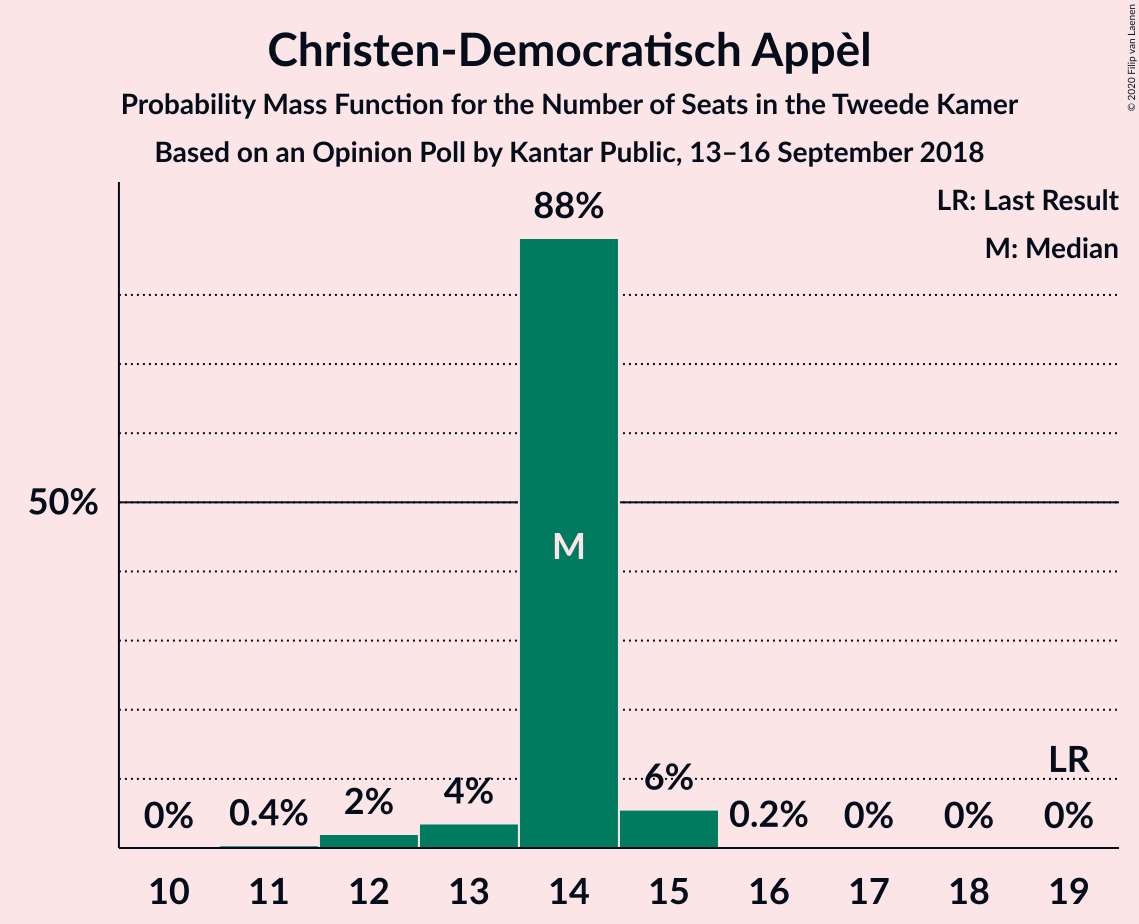 Christen-Democratisch Appèl
Probability Mass Function for the Number of Seats in the Tweede Kamer
Based on an Opinion Poll by Kantar Public, 13–16 September 2018
© 2020 Filip van Laenen
LR: Last Result
M: Median
88%
50%
M
LR
0% 0.4% 2% 4% 6% 0.2% 0% 0% 0%
10 11 12 13 14 15 16 17 18 19